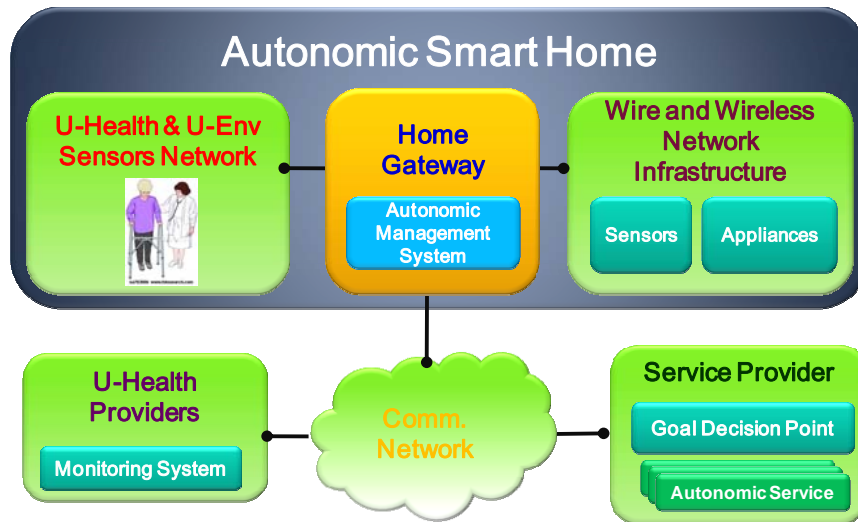 Autonomic Smart Home
U-Health & U-Env
Sensors Network
Home
Gateway
Autonomic
Management
System
Wire and Wireless
Network
Infrastructure
Sensors
Appliances
U-Health
Providers
Monitoring System
Comm.
Network
Service Provider
Goal Decision Point
Autonomic Service